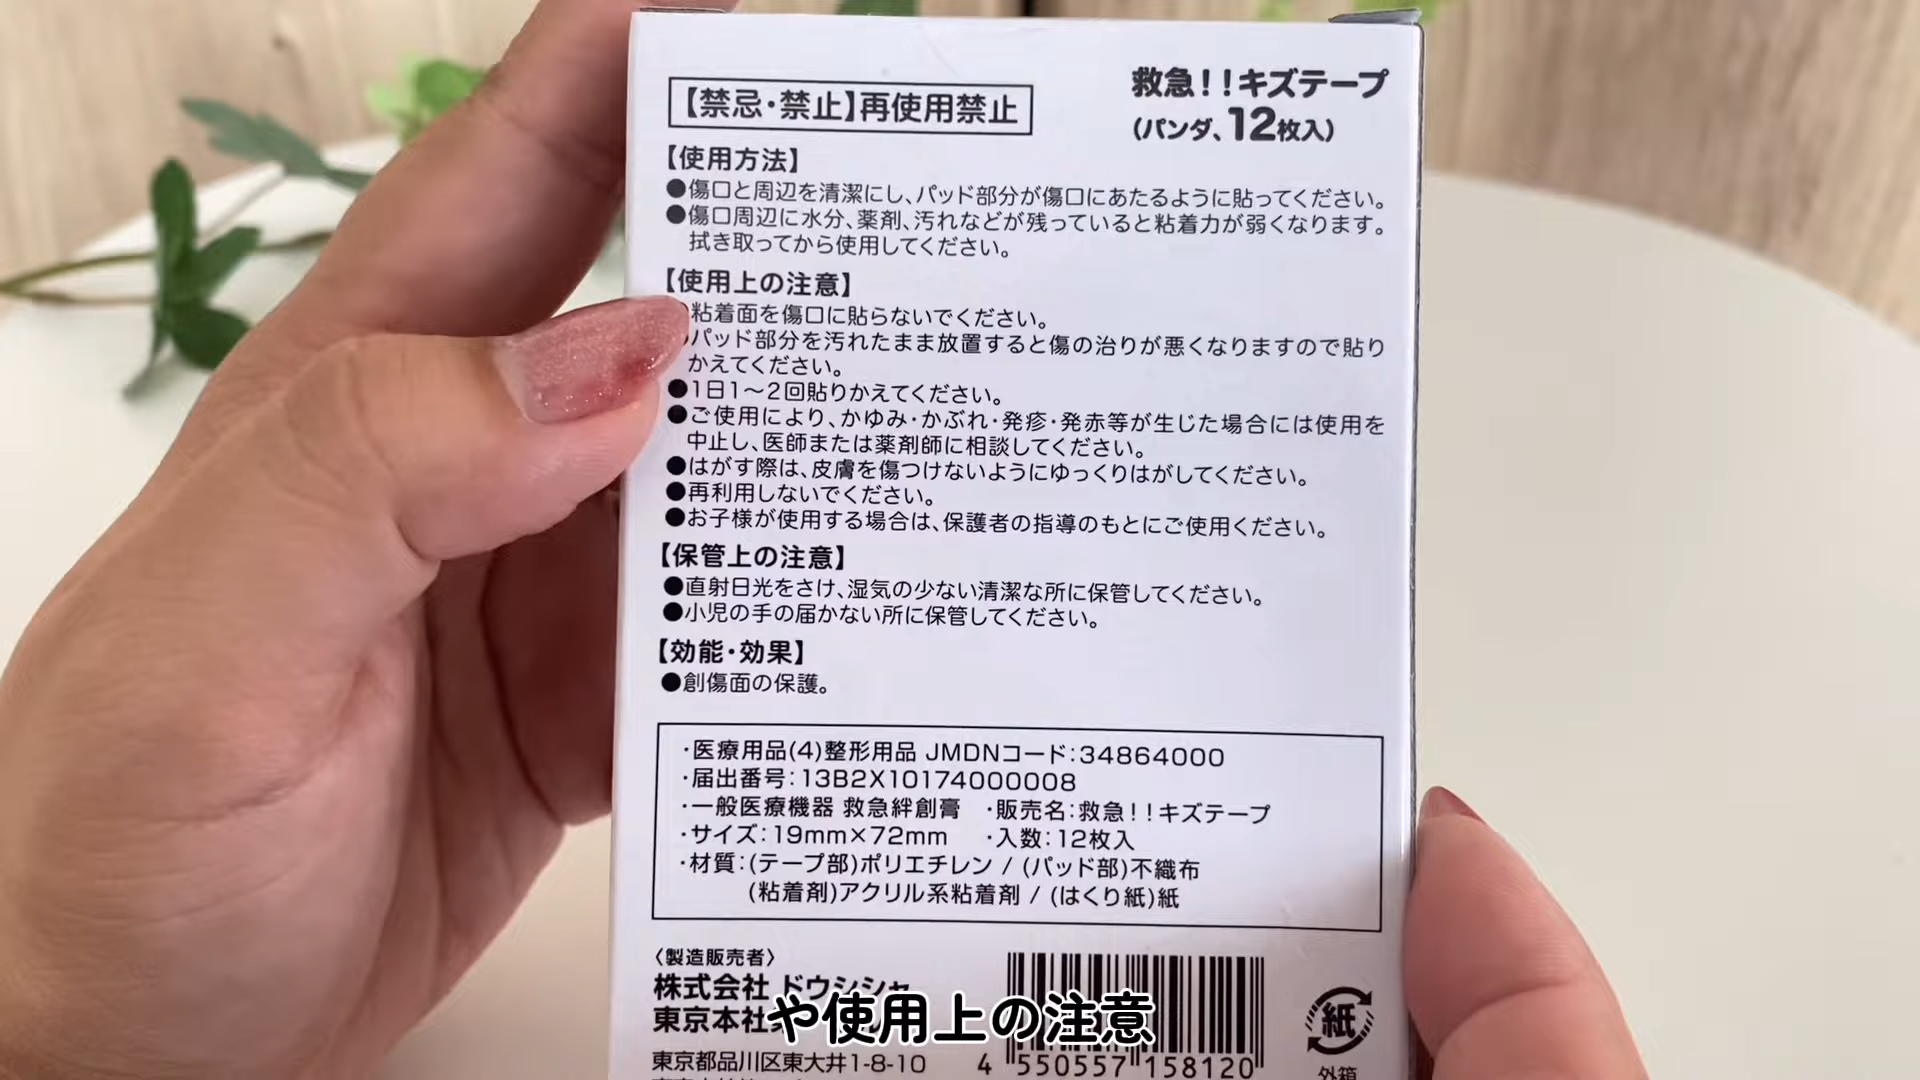 【禁忌・禁止】再使用禁止
救急！！キズテープ
（パンダ、12枚入）
【使用方法】
●傷口と周辺を清潔にし、パッド部分が傷口にあたるように貼ってください。
●傷口周辺に水分、薬剤、汚れなどが残っていると粘着力が弱くなります。
拭き取ってから使用してください。
【使用上の注意】
粘着面を傷口に貼らないでください。
パッド部分を汚れたまま放置すると傷の治りが悪くなりますので貼り
かえてください。
●1日1〜2回貼りかえてください。
●ご使用により、かゆみ・かぶれ・発疹・発赤等が生じた場合には使用を
中止し、医師または薬剤師に相談してください。
●はがす際は、皮膚を傷つけないようにゆっくりはがしてください。
●再利用しないでください。
●お子様が使用する場合は、保護者の指導のもとにご使用ください。
【保管上の注意】
●直射日光をさけ、湿気の少ない清潔な所に保管してください。
●小児の手の届かない所に保管してください。
【効能・効果】
●創傷面の保護。
・医療用品(4)整形用品 JMDNコード：34864000
・届出番号：13B2X10174000008
・一般医療機器 救急絆創膏 ・販売名：救急！！キズテープ
・サイズ：19mm×72mm ・入数：12枚入
・材質：(テープ部)ポリエチレン / (パッド部)不織布
(粘着剤)アクリル系粘着剤 / (はくり紙)紙
〈製造販売者〉
株式会社 ドウシシャ
東京本社
や使用上の注意
東京都品川区東大井1-8-10
4 550557 158120
紙
外箱